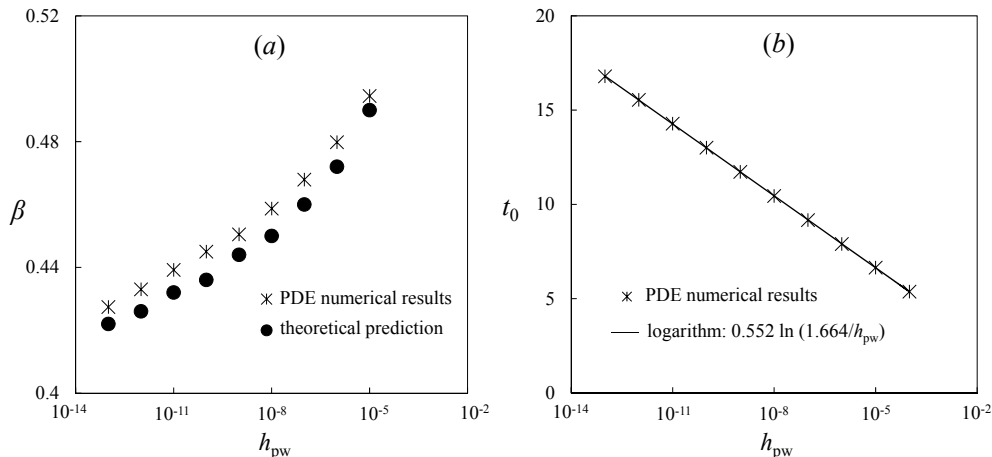 (a)
0.52
0.48
0.44
0.4
β
10⁻¹⁴
10⁻¹¹
10⁻⁸
10⁻⁵
10⁻²
h_pw
PDE numerical results
theoretical prediction
(b)
20
15
10
5
0
t₀
10⁻¹⁴
10⁻¹¹
10⁻⁸
10⁻⁵
10⁻²
h_pw
PDE numerical results
logarithm: 0.552 ln (1.664/h_pw)